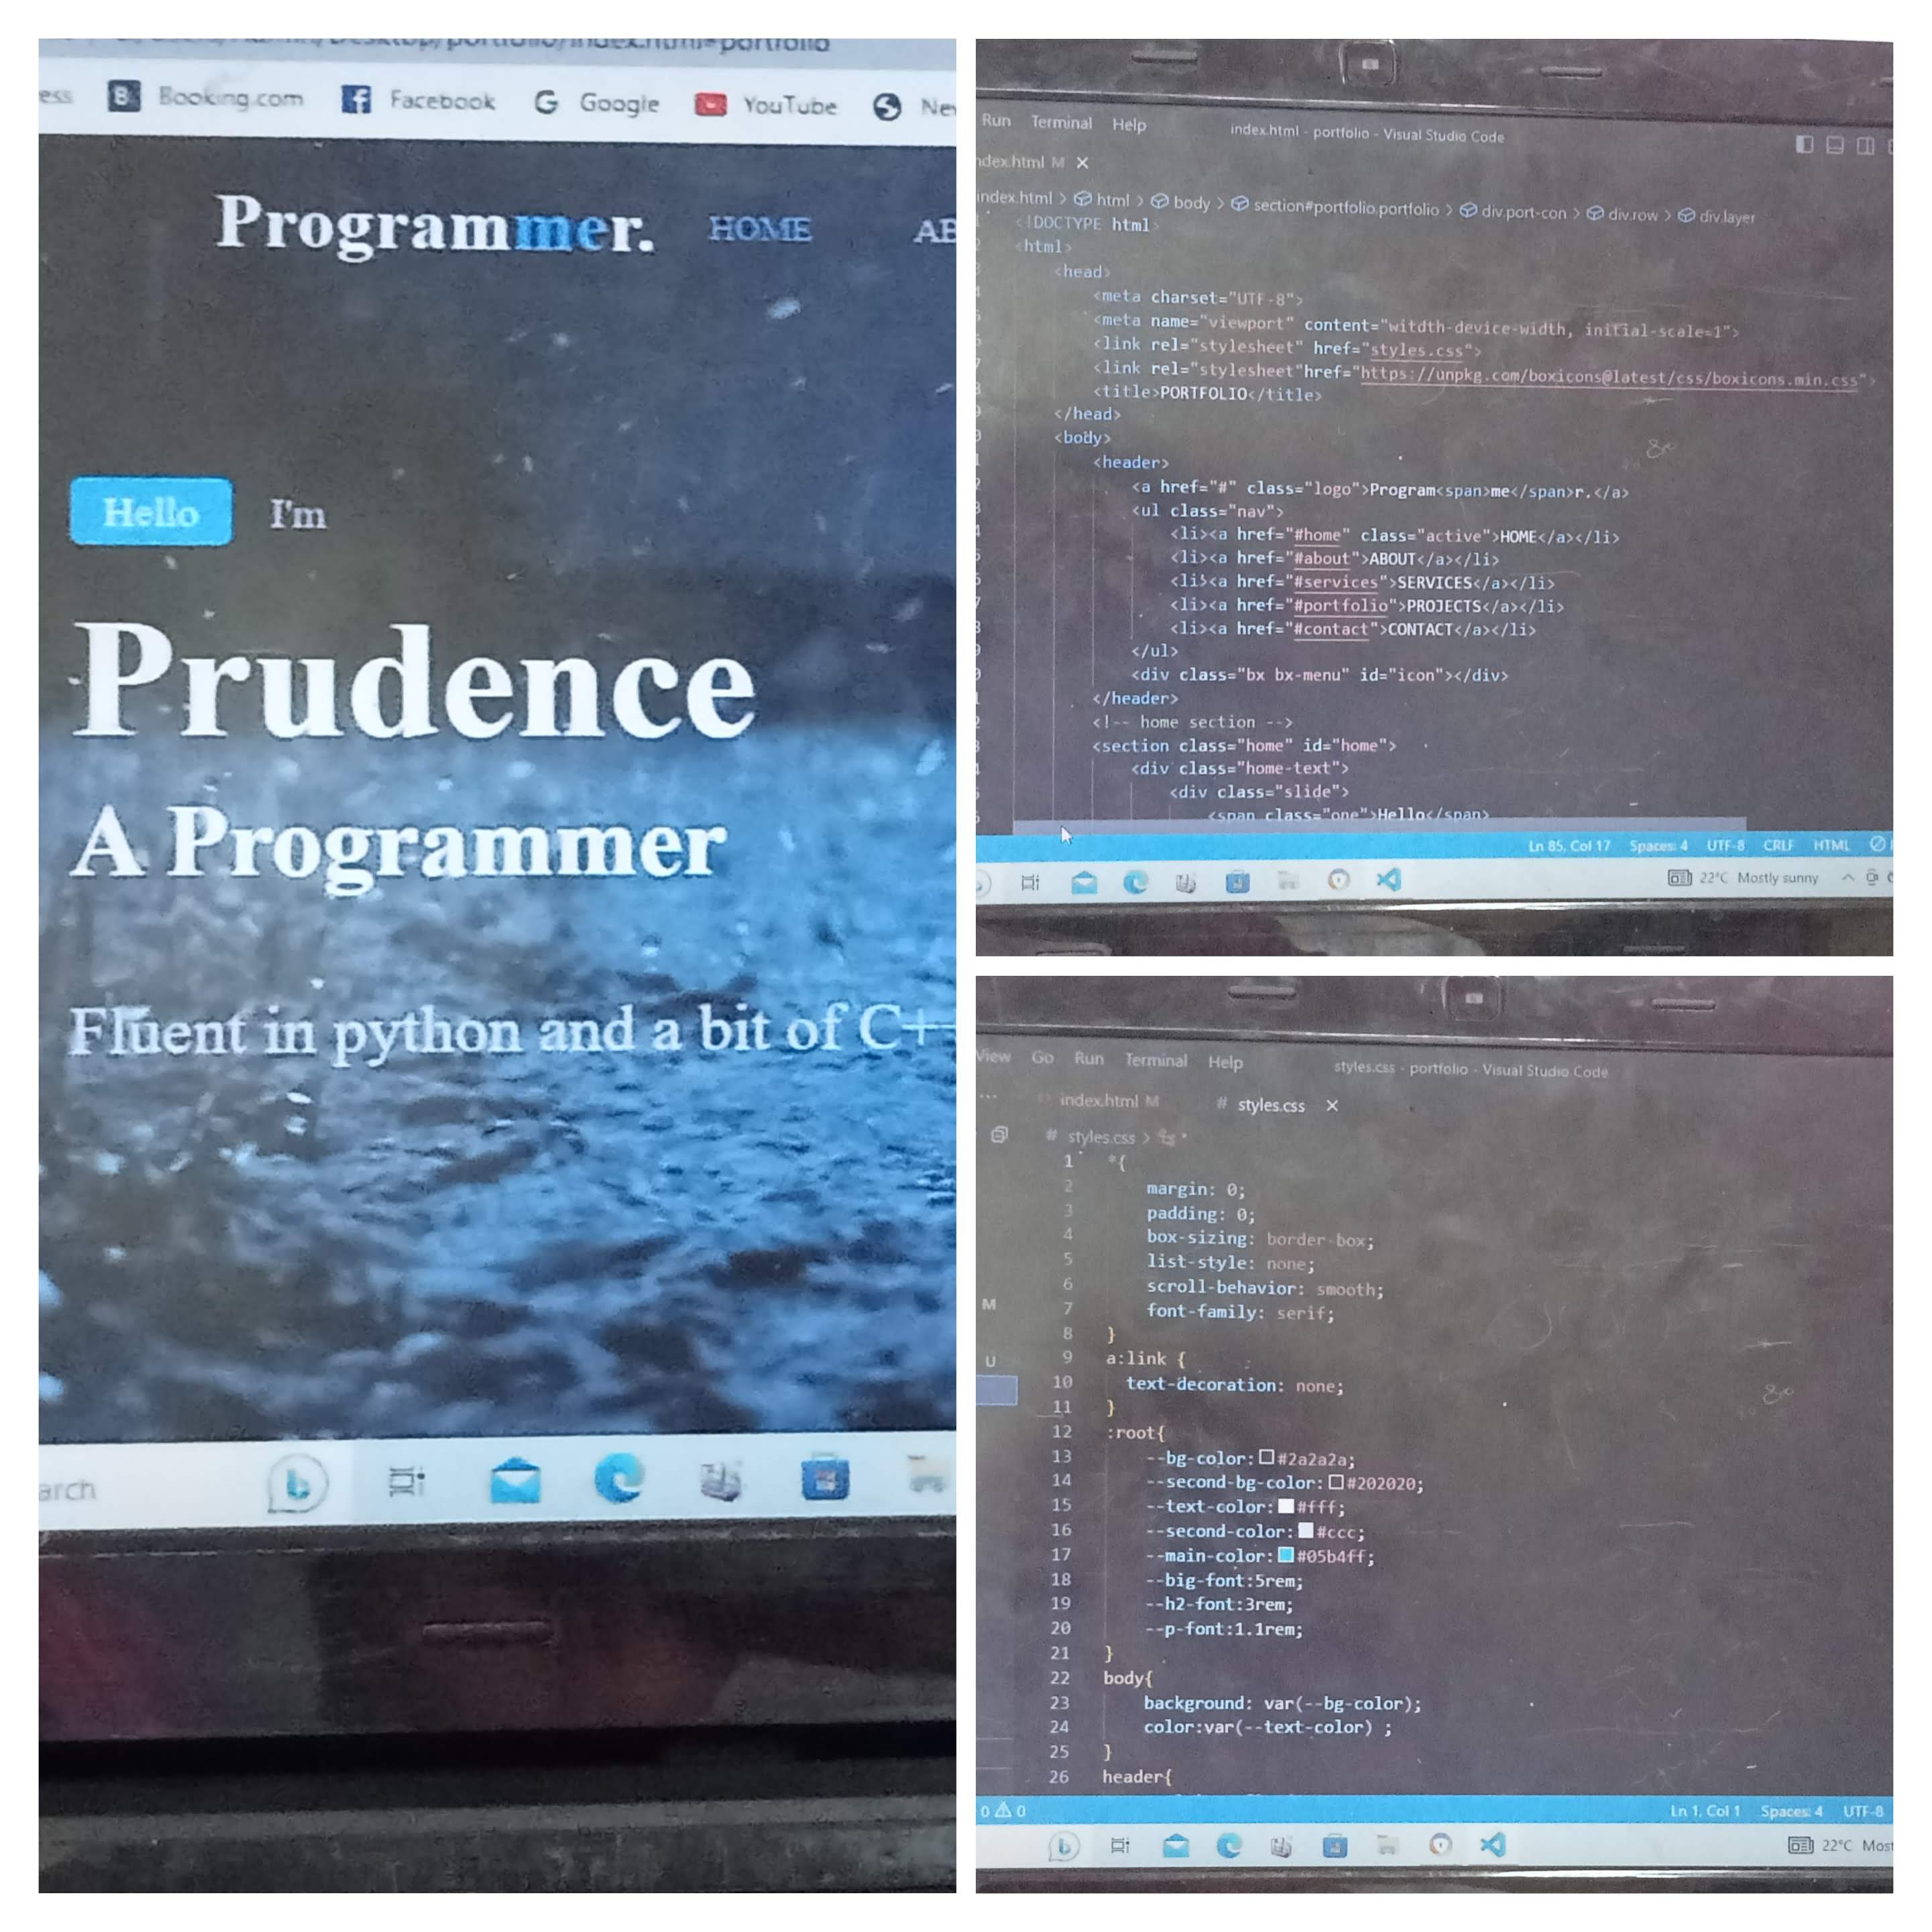 Booking.com Facebook Google YouTube
Programmer. HOME
Hello I'm
Prudence
A Programmer
Fluent in python and a bit of C+
arch
Run Terminal Help index.html - portfolio - Visual Studio Code
ndex.html M ×
index.html > html > body > section#portfolio.portfolio > div.port-con > div.row > div.layer
<!DOCTYPE html>
<html>
<head>
<meta charset="UTF-8">
<meta name="viewport" content="witdth-device-width, initial-scale=1">
<link rel="stylesheet" href="styles.css">
<link rel="stylesheet"href="https://unpkg.com/boxicons@latest/css/boxicons.min.css">
<title>PORTFOLIO</title>
</head>
<body>
<header>
<a href="#" class="logo">Program<span>me</span>r.</a>
<ul class="nav">
<li><a href="#home" class="active">HOME</a></li>
<li><a href="#about">ABOUT</a></li>
<li><a href="#services">SERVICES</a></li>
<li><a href="#portfolio">PROJECTS</a></li>
<li><a href="#contact">CONTACT</a></li>
</ul>
<div class="bx bx-menu" id="icon"></div>
</header>
<!-- home section -->
<section class="home" id="home">
<div class="home-text">
<div class="slide">
<span class="one">Hello</span>
Ln 85, Col 17 Spaces: 4 UTF-8 CRLF HTML
22°C Mostly sunny
View Go Run Terminal Help styles.css - portfolio - Visual Studio Code
index.html M # styles.css ×
# styles.css > *
1 *{
2 margin: 0;
3 padding: 0;
4 box-sizing: border-box;
5 list-style: none;
6 scroll-behavior: smooth;
7 font-family: serif;
8 }
9 a:link {
10 text-decoration: none;
11 }
12 :root{
13 --bg-color: #2a2a2a;
14 --second-bg-color: #202020;
15 --text-color: #fff;
16 --second-color: #ccc;
17 --main-color: #05b4ff;
18 --big-font:5rem;
19 --h2-font:3rem;
20 --p-font:1.1rem;
21 }
22 body{
23 background: var(--bg-color);
24 color:var(--text-color) ;
25 }
26 header{
M
U
0 0 Ln 1, Col 1 Spaces: 4 UTF-8
22°C Most